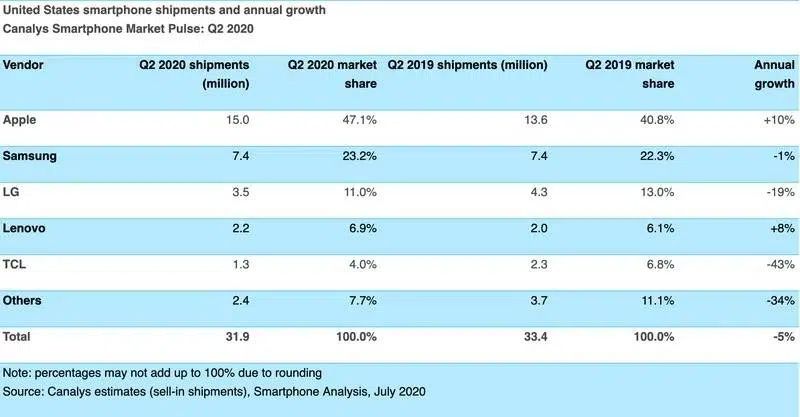 United States smartphone shipments and annual growth
Canalys Smartphone Market Pulse: Q2 2020
Vendor Q2 2020 shipments (million) Q2 2020 market share Q2 2019 shipments (million) Q2 2019 market share Annual growth
Apple 15.0 47.1% 13.6 40.8% +10%
Samsung 7.4 23.2% 7.4 22.3% -1%
LG 3.5 11.0% 4.3 13.0% -19%
Lenovo 2.2 6.9% 2.0 6.1% +8%
TCL 1.3 4.0% 2.3 6.8% -43%
Others 2.4 7.7% 3.7 11.1% -34%
Total 31.9 100.0% 33.4 100.0% -5%
Note: percentages may not add up to 100% due to rounding
Source: Canalys estimates (sell-in shipments), Smartphone Analysis, July 2020